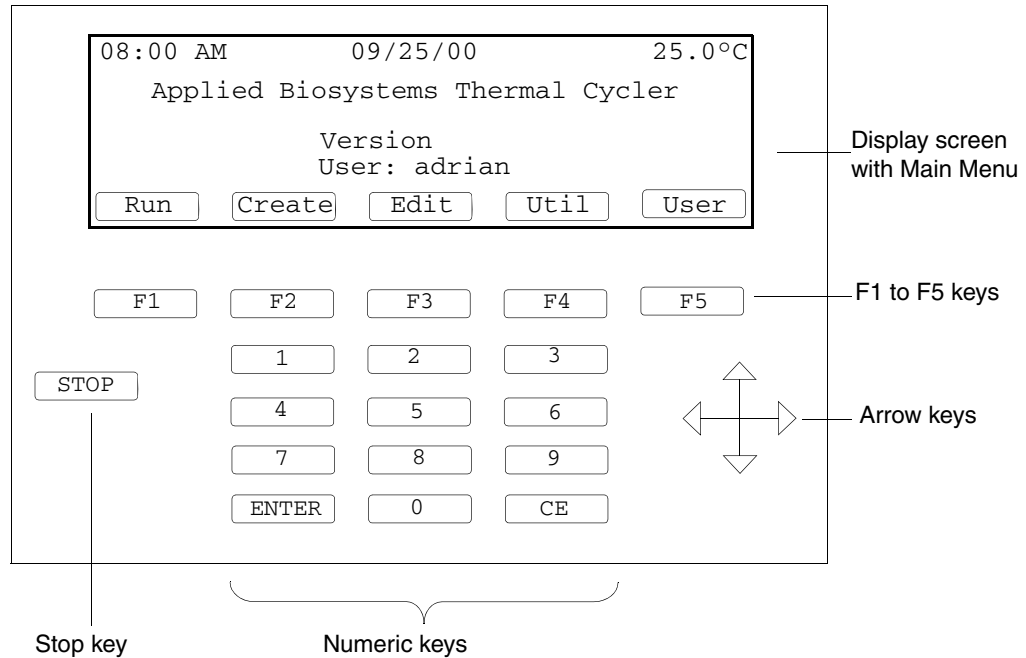 08:00 AM 09/25/00 25.0°C
Applied Biosystems Thermal Cycler
Version
User: adrian
Run Create Edit Util User
Display screen
with Main Menu
F1 F2 F3 F4 F5
F1 to F5 keys
1 2 3
STOP
4 5 6
Arrow keys
7 8 9
ENTER 0 CE
Stop key
Numeric keys